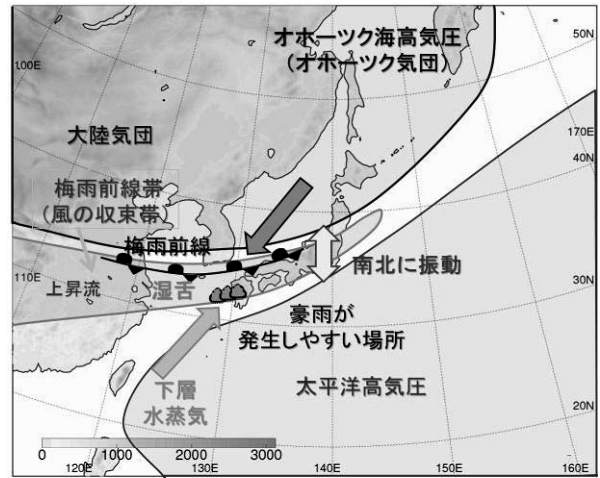 オホーツク海高気圧
（オホーツク気団）
50N
100E
大陸気団
170E
40N
梅雨前線帯
（風の収束帯）
梅雨前線
110E
上昇流
湿舌
南北に振動
30N
豪雨が
発生しやすい場所
下層
水蒸気
太平洋高気圧
20N
0 1000 2000 3000
120E 130E 140E 150E 160E